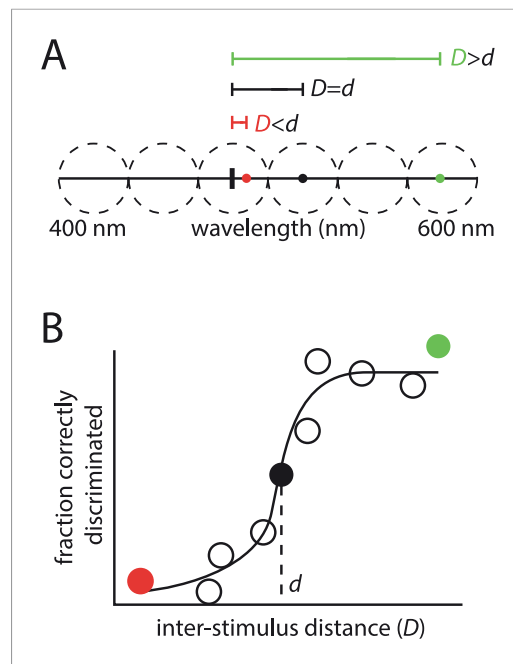 A
D>d
D=d
D<d
400 nm wavelength (nm) 600 nm
B
fraction correctly
discriminated
d
inter-stimulus distance (D)